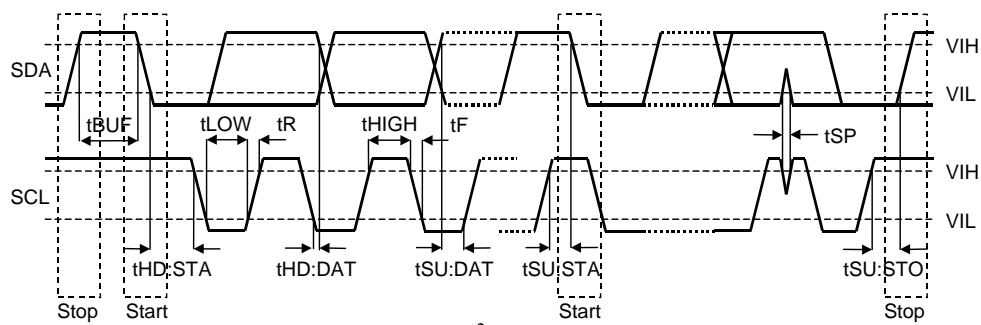 VIH
SDA
VIL
tBUF tLOW tR tHIGH tF tSP
VIH
SCL
VIL
tHD:STA tHD:DAT tSU:DAT tSU:STA tSU:STO
Stop Start Start Stop